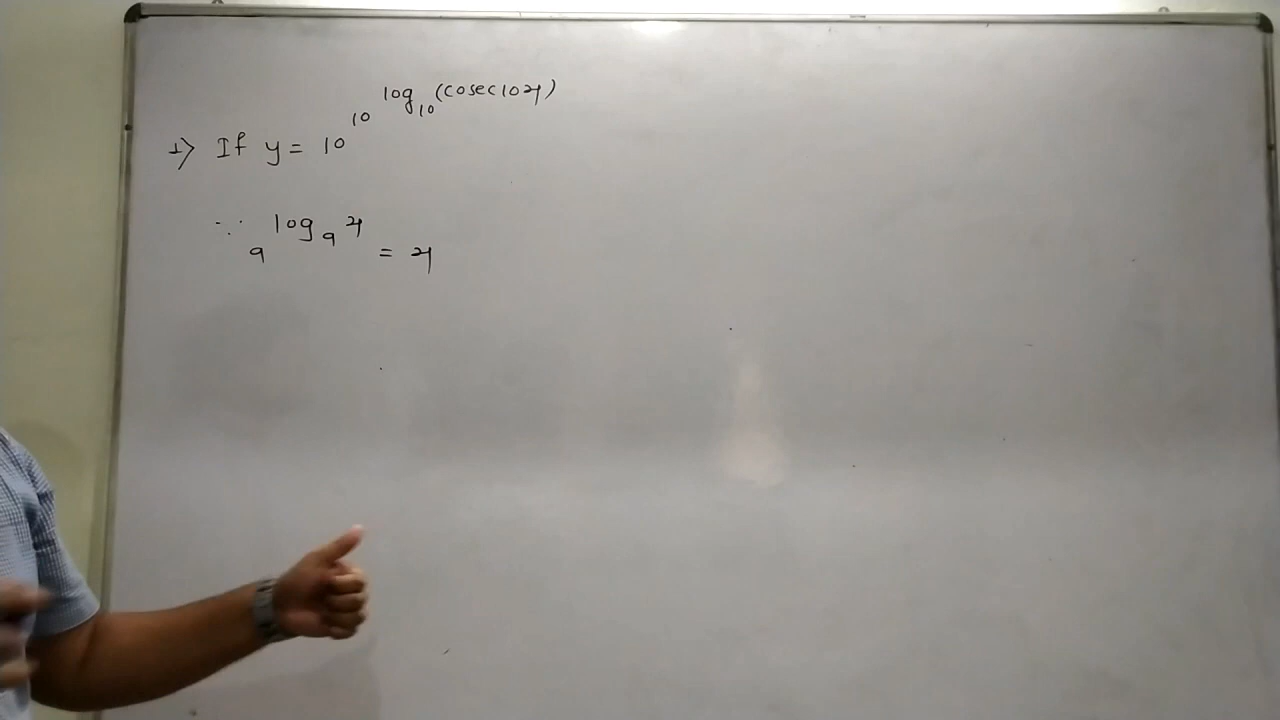 1) If y = 10^10^log_10(cosec10x)
∵ a^log_a x = x